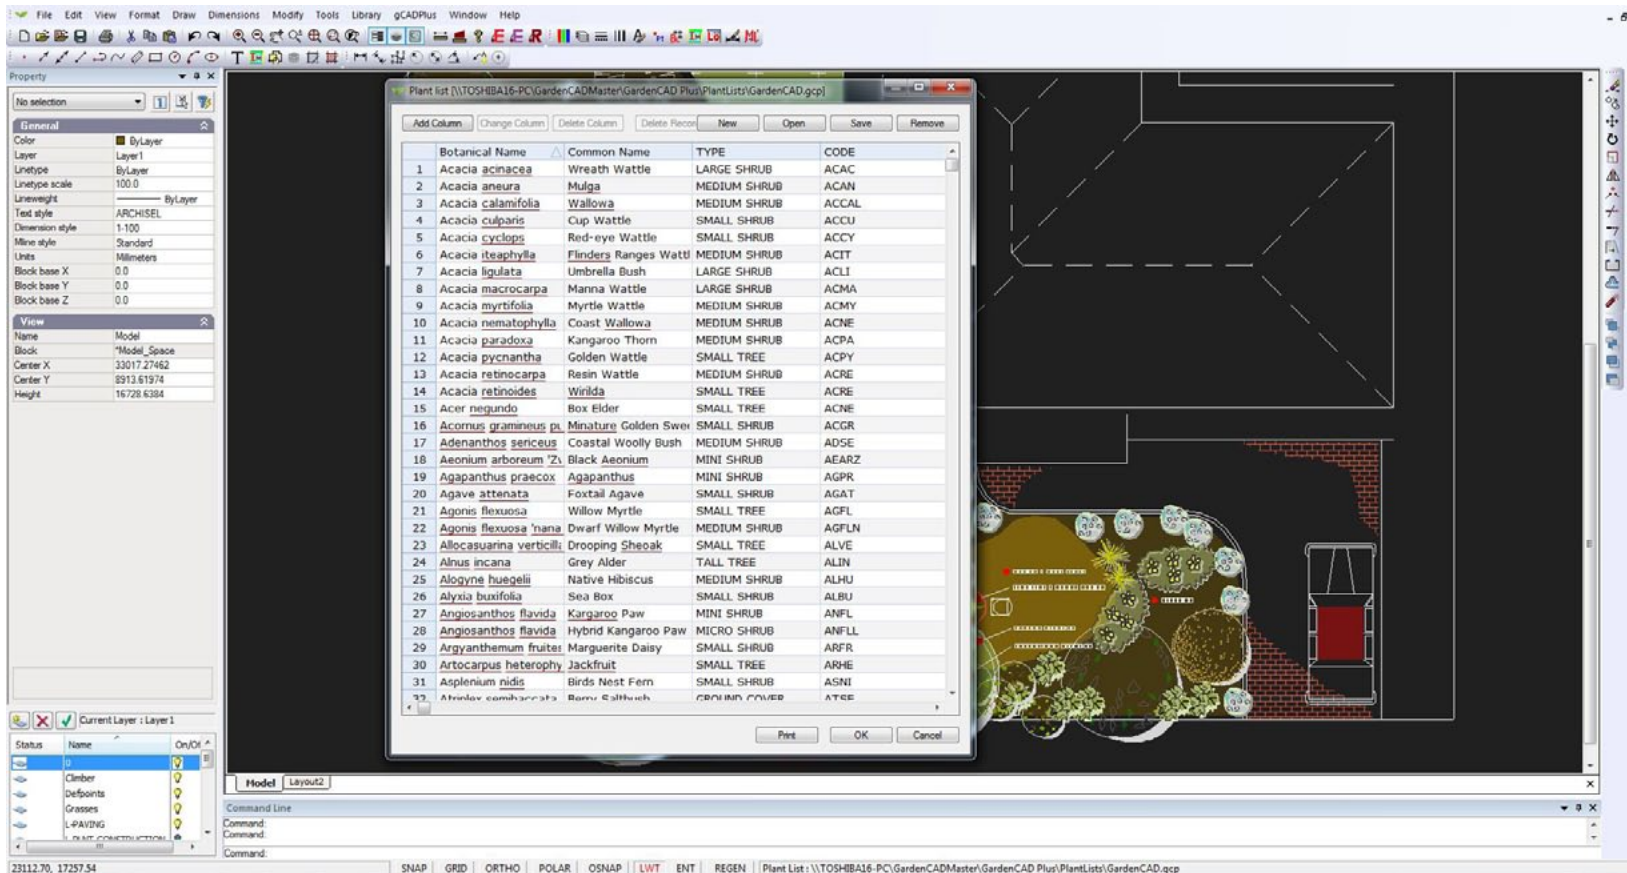 File Edit View Format Draw Dimensions Modify Tools Library gCADPlus Window Help
Property
No selection
General
Color ByLayer
Layer Layer1
Linetype ByLayer
Linetype scale 100.0
Lineweight ByLayer
Text style ARCHISEL
Dimension style 1-100
Mline style Standard
Units Millimeters
Block base X 0.0
Block base Y 0.0
Block base Z 0.0
View
Name Model
Block *Model_Space
Center X 33017.27462
Center Y 8913.61974
Height 16728.6384
Plant list [\\TOSHIBA16-PC\GardenCADMaster\GardenCAD Plus\PlantLists\GardenCAD.gcp]
Add Column Change Column Delete Column Delete Recor New Open Save Remove
Botanical Name Common Name TYPE CODE
1 Acacia acinacea Wreath Wattle LARGE SHRUB ACAC
2 Acacia aneura Mulga MEDIUM SHRUB ACAN
3 Acacia calamifolia Wallowa MEDIUM SHRUB ACCAL
4 Acacia culparis Cup Wattle SMALL SHRUB ACCU
5 Acacia cyclops Red-eye Wattle SMALL SHRUB ACCY
6 Acacia iteaphylla Flinders Ranges Wattl MEDIUM SHRUB ACIT
7 Acacia ligulata Umbrella Bush LARGE SHRUB ACLI
8 Acacia macrocarpa Manna Wattle LARGE SHRUB ACMA
9 Acacia myrtifolia Myrtle Wattle MEDIUM SHRUB ACMY
10 Acacia nematophylla Coast Wallowa MEDIUM SHRUB ACNE
11 Acacia paradoxa Kangaroo Thorn MEDIUM SHRUB ACPA
12 Acacia pycnantha Golden Wattle SMALL TREE ACPY
13 Acacia retinocarpa Resin Wattle MEDIUM SHRUB ACRE
14 Acacia retinoides Wirilda SMALL TREE ACRE
15 Acer negundo Box Elder SMALL TREE ACNE
16 Acornus gramineus pu Minature Golden Swee SMALL SHRUB ACGR
17 Adenanthos sericeus Coastal Woolly Bush MEDIUM SHRUB ADSE
18 Aeonium arboreum 'Zv Black Aeonium MINI SHRUB AEARZ
19 Agapanthus praecox Agapanthus MINI SHRUB AGPR
20 Agave attenata Foxtail Agave SMALL SHRUB AGAT
21 Agonis flexuosa Willow Myrtle SMALL TREE AGFL
22 Agonis flexuosa 'nana Dwarf Willow Myrtle MEDIUM SHRUB AGFLN
23 Allocasuarina verticilla Drooping Sheoak SMALL TREE ALVE
24 Alnus incana Grey Alder TALL TREE ALIN
25 Alogyne huegelii Native Hibiscus MEDIUM SHRUB ALHU
26 Alyxia buxifolia Sea Box SMALL SHRUB ALBU
27 Angiosanthos flavida Kargaroo Paw MINI SHRUB ANFL
28 Angiosanthos flavida Hybrid Kangaroo Paw MICRO SHRUB ANFLL
29 Argyanthemum frutes Marguerite Daisy SMALL SHRUB ARFR
30 Artocarpus heterophy Jackfruit SMALL TREE ARHE
31 Asplenium nidis Birds Nest Fern SMALL SHRUB ASNI
32 Atriplex semibaccata Berry Saltbush GROUND COVER ATSE
Print OK Cancel
Current Layer : Layer1
Status Name On/Of
0
Climber
Defpoints
Grasses
L-PAVING
L-PLNT-CONSTRUCTION
Model Layout2
Command Line
Command:
Command:
Command:
23112.70, 17257.54 SNAP GRID ORTHO POLAR OSNAP LWT ENT REGEN Plant List : \\TOSHIBA16-PC\GardenCADMaster\GardenCAD Plus\PlantLists\GardenCAD.gcp